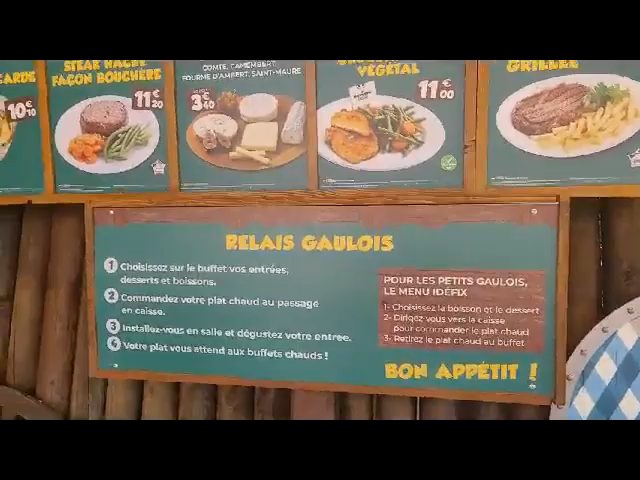 10€10
STEAK HACHÉ
FAÇON BOUCHÈRE
11€20
COMTÉ, CAMEMBERT,
FOURME D'AMBERT, SAINT-MAURE
3€40
VÉGÉTAL
11€00
GRILLÉE
RELAIS GAULOIS
1 Choisissez sur le buffet vos entrées,
desserts et boissons.
2 Commandez votre plat chaud au passage
en caisse.
3 Installez-vous en salle et dégustez votre entrée.
4 Votre plat vous attend aux buffets chauds !
POUR LES PETITS GAULOIS,
LE MENU IDÉFIX
1- Choisissez la boisson et le dessert
2- Dirigez vous vers la caisse
pour commander le plat chaud
3- Retirez le plat chaud au buffet
BON APPÉTIT !